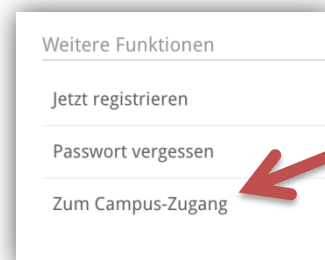 Weitere Funktionen
Jetzt registrieren
Passwort vergessen
Zum Campus-Zugang